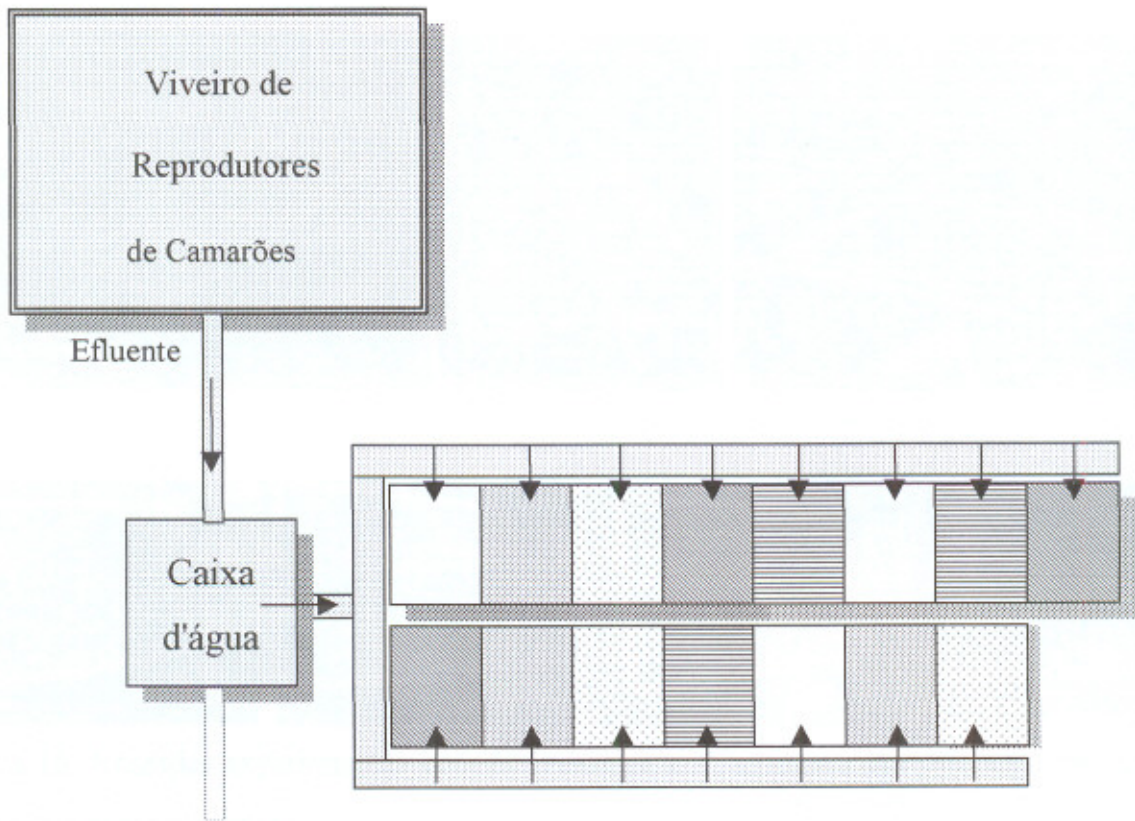 Viveiro de
Reprodutores
de Camarões
Efluente
Caixa
d'água